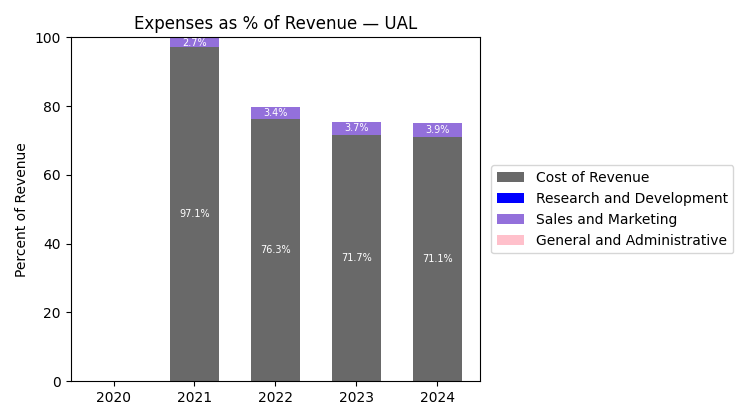 Expenses as % of Revenue — UAL
Percent of Revenue
100
80
60
40
20
0
2.7%
97.1%
3.4%
76.3%
3.7%
71.7%
3.9%
71.1%
2020 2021 2022 2023 2024
Cost of Revenue
Research and Development
Sales and Marketing
General and Administrative